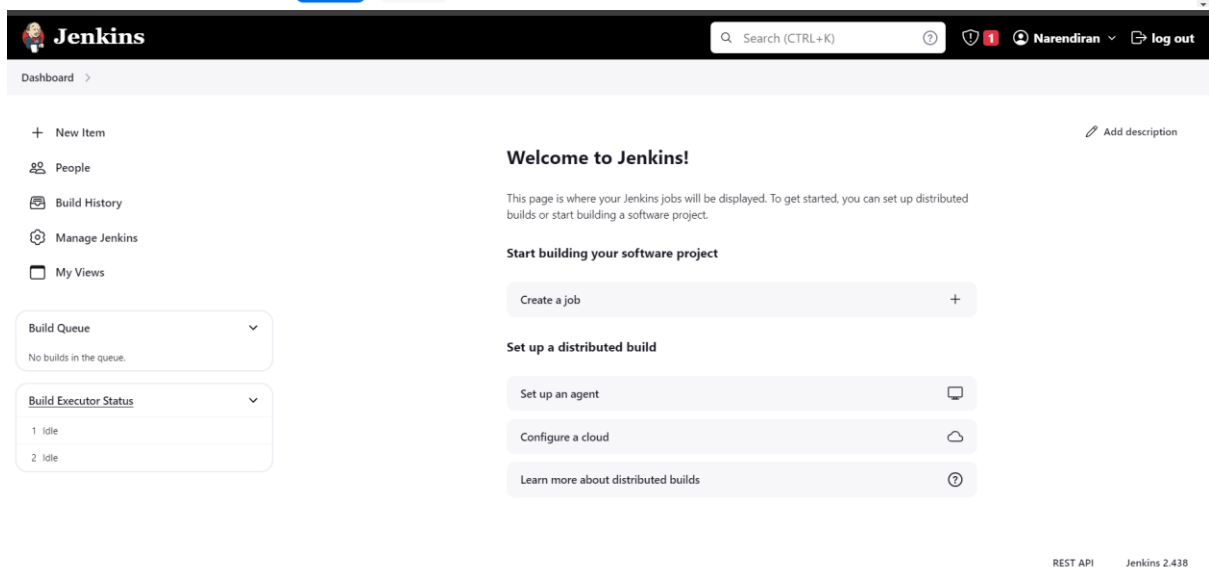 Jenkins
Search (CTRL+K)
1
Narendiran
log out
Dashboard
New Item
People
Build History
Manage Jenkins
My Views
Build Queue
No builds in the queue.
Build Executor Status
1 Idle
2 Idle
Add description
Welcome to Jenkins!
This page is where your Jenkins jobs will be displayed. To get started, you can set up distributed
builds or start building a software project.
Start building your software project
Create a job
Set up a distributed build
Set up an agent
Configure a cloud
Learn more about distributed builds
REST API
Jenkins 2.438